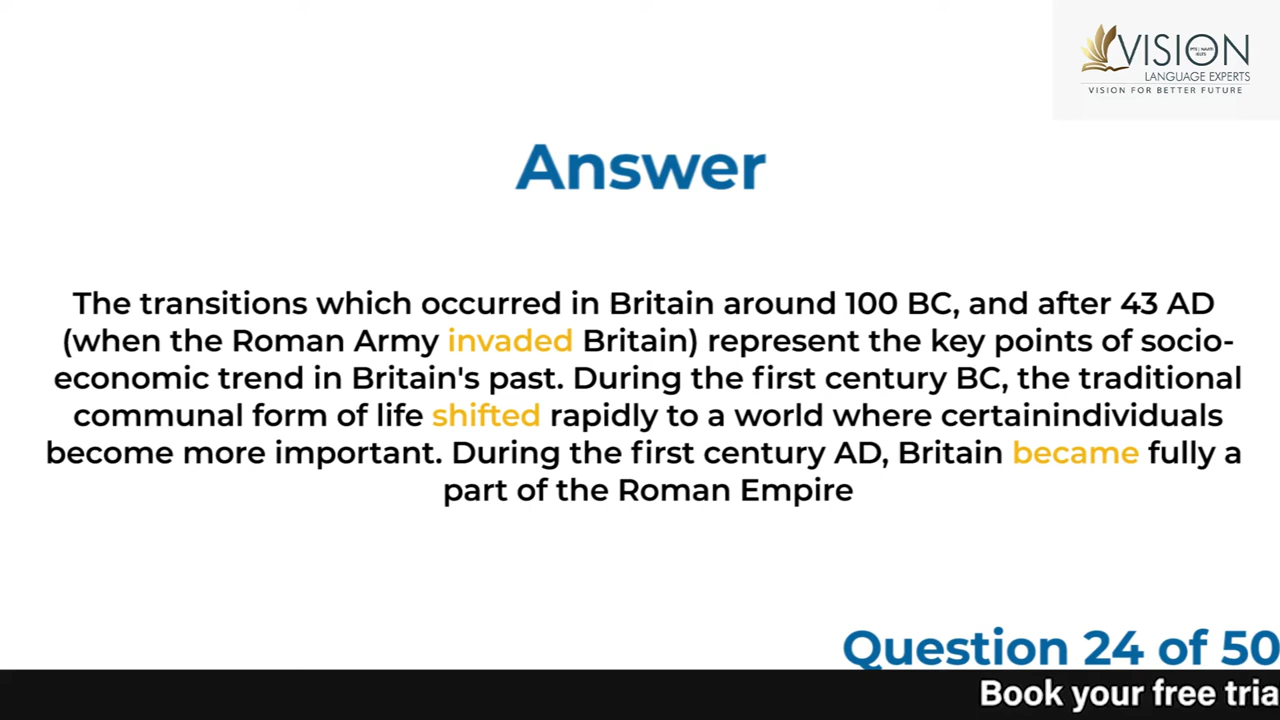 VISION
LANGUAGE EXPERTS
VISION FOR BETTER FUTURE
Answer
The transitions which occurred in Britain around 100 BC, and after 43 AD
(when the Roman Army invaded Britain) represent the key points of socio-
economic trend in Britain's past. During the first century BC, the traditional
communal form of life shifted rapidly to a world where certainindividuals
become more important. During the first century AD, Britain became fully a
part of the Roman Empire
Question 24 of 50
Book your free tria